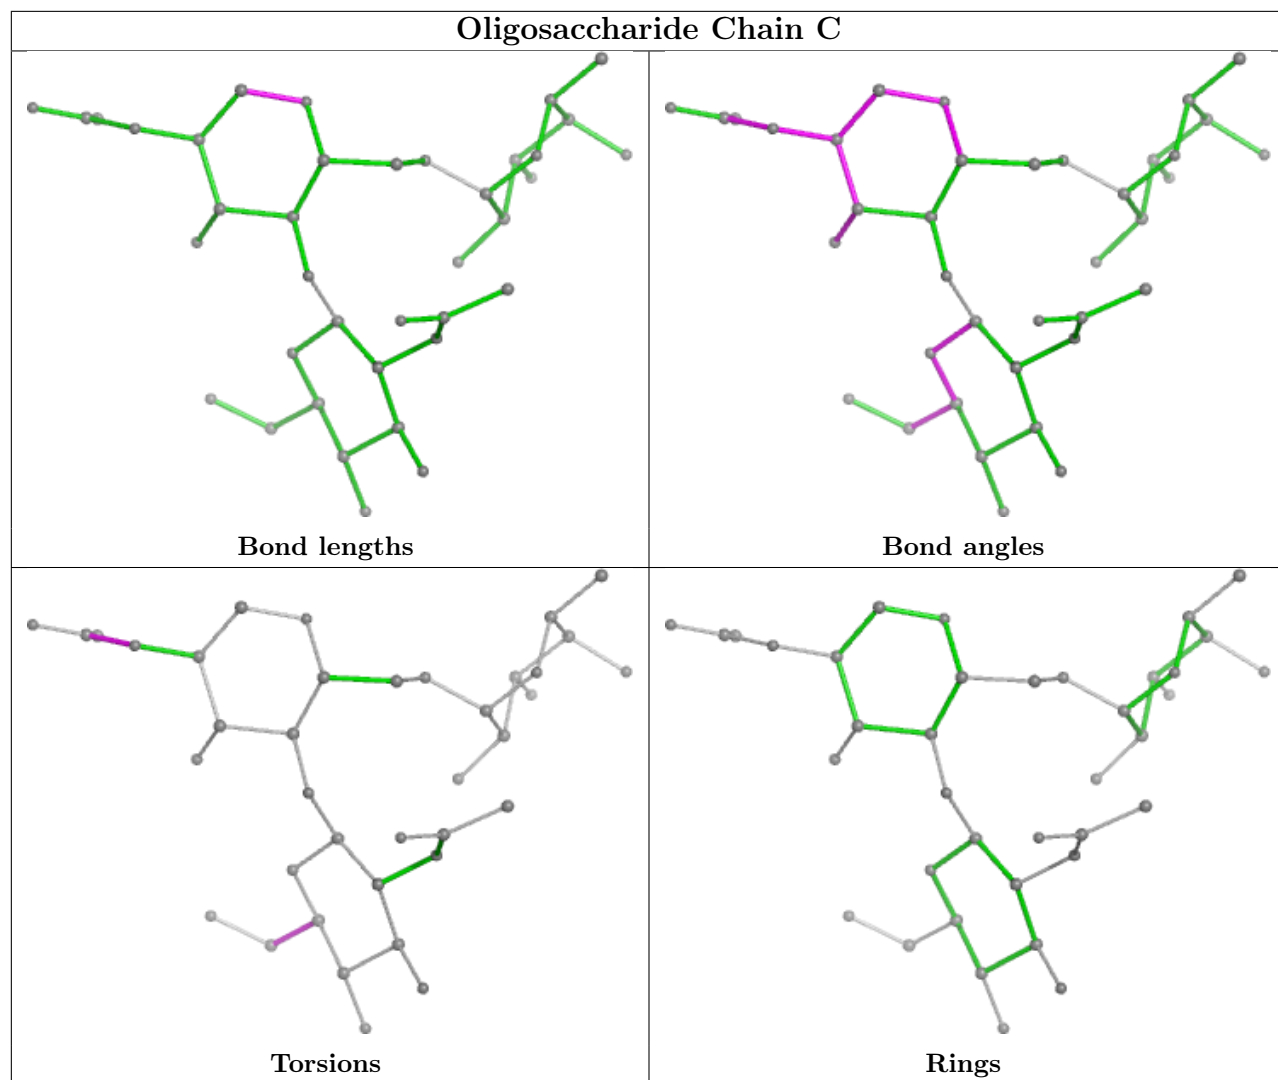 Oligosaccharide Chain C
Bond lengths
Bond angles
Torsions
Rings